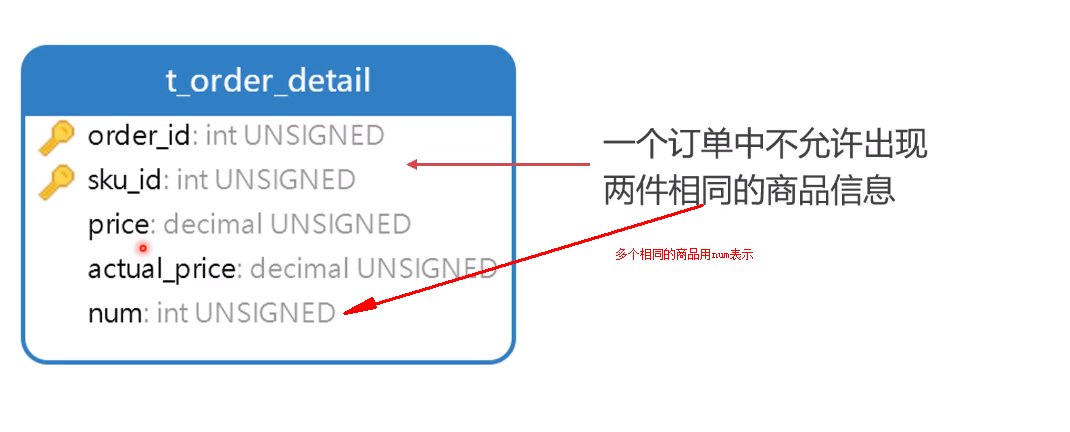 t_order_detail
order_id: int UNSIGNED
sku_id: int UNSIGNED
price: decimal UNSIGNED
actual_price: decimal UNSIGNED
num: int UNSIGNED
一个订单中不允许出现
两件相同的商品信息
多个相同的商品用num表示